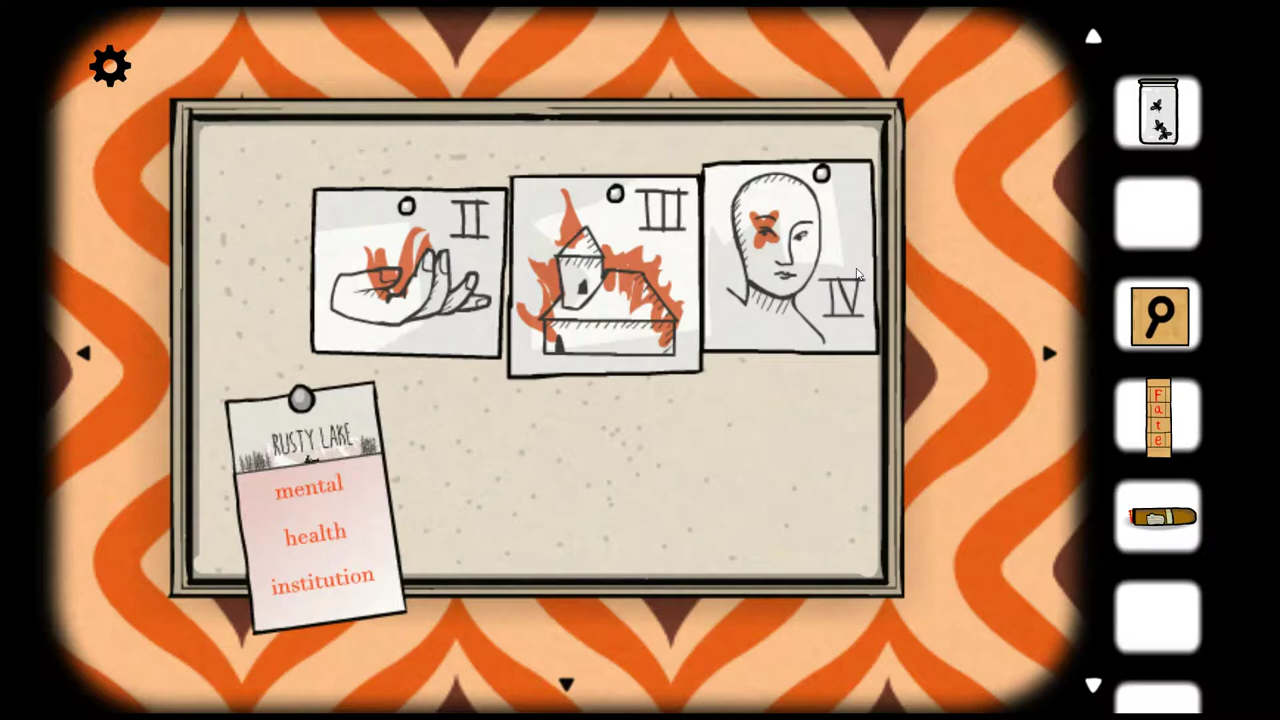 II
III
IV
RUSTY LAKE
mental
health
institution
F
a
t
e